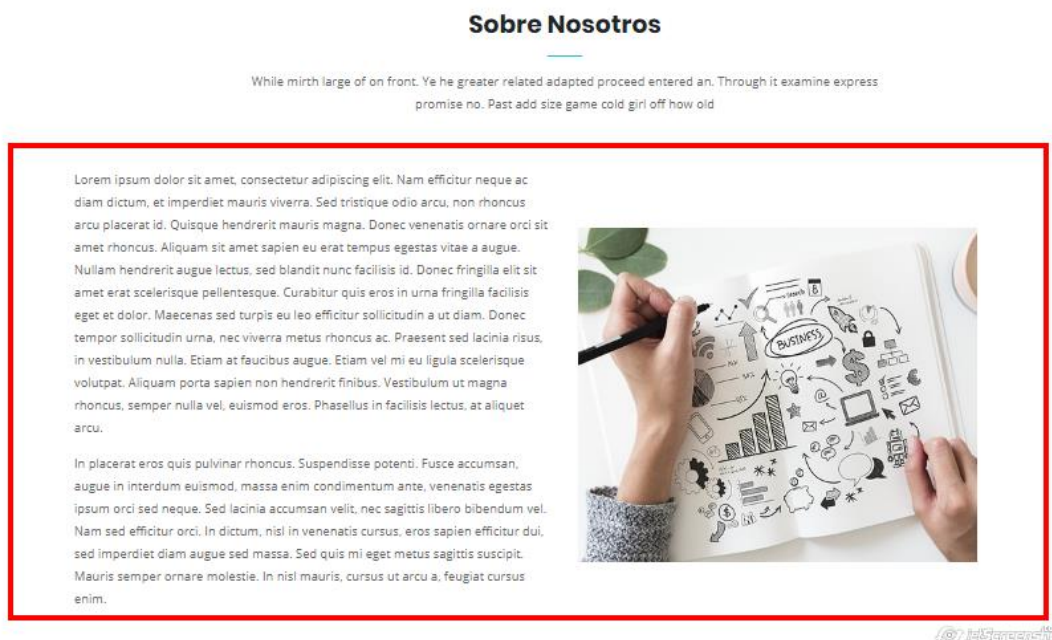 Sobre Nosotros
While mirth large of on front. Ye he greater related adapted proceed entered an. Through it examine express
promise no. Past add size game cold girl off how old
Lorem ipsum dolor sit amet, consectetur adipiscing elit. Nam efficitur neque ac
diam dictum, et imperdiet mauris viverra. Sed tristique odio arcu, non rhoncus
arcu placerat id. Quisque hendrerit mauris magna. Donec venenatis ornare orci sit
amet rhoncus. Aliquam sit amet sapien eu erat tempus egestas vitae a augue.
Nullam hendrerit augue lectus, sed blandit nunc facilisis id. Donec fringilla elit sit
amet erat scelerisque pellentesque. Curabitur quis eros in urna fringilla facilisis
eget et dolor. Maecenas sed turpis eu leo efficitur sollicitudin a ut diam. Donec
tempor sollicitudin urna, nec viverra metus rhoncus ac. Praesent sed lacinia risus,
in vestibulum nulla. Etiam at faucibus augue. Etiam vel mi eu ligula scelerisque
volutpat. Aliquam porta sapien non hendrerit finibus. Vestibulum ut magna
rhoncus, semper nulla vel, euismod eros. Phasellus in facilisis lectus, at aliquet
arcu.
In placerat eros quis pulvinar rhoncus. Suspendisse potenti. Fusce accumsan,
augue in interdum euismod, massa enim condimentum ante, venenatis egestas
ipsum orci sed neque. Sed lacinia accumsan velit, nec sagittis libero bibendum vel.
Nam sed efficitur orci. In dictum, nisl in venenatis cursus, eros sapien efficitur dui,
sed imperdiet diam augue sed massa. Sed quis mi eget metus sagittis suscipit.
Mauris semper ornare molestie. In nisl mauris, cursus ut arcu a, feugiat cursus
enim.
Search
BUSINESS